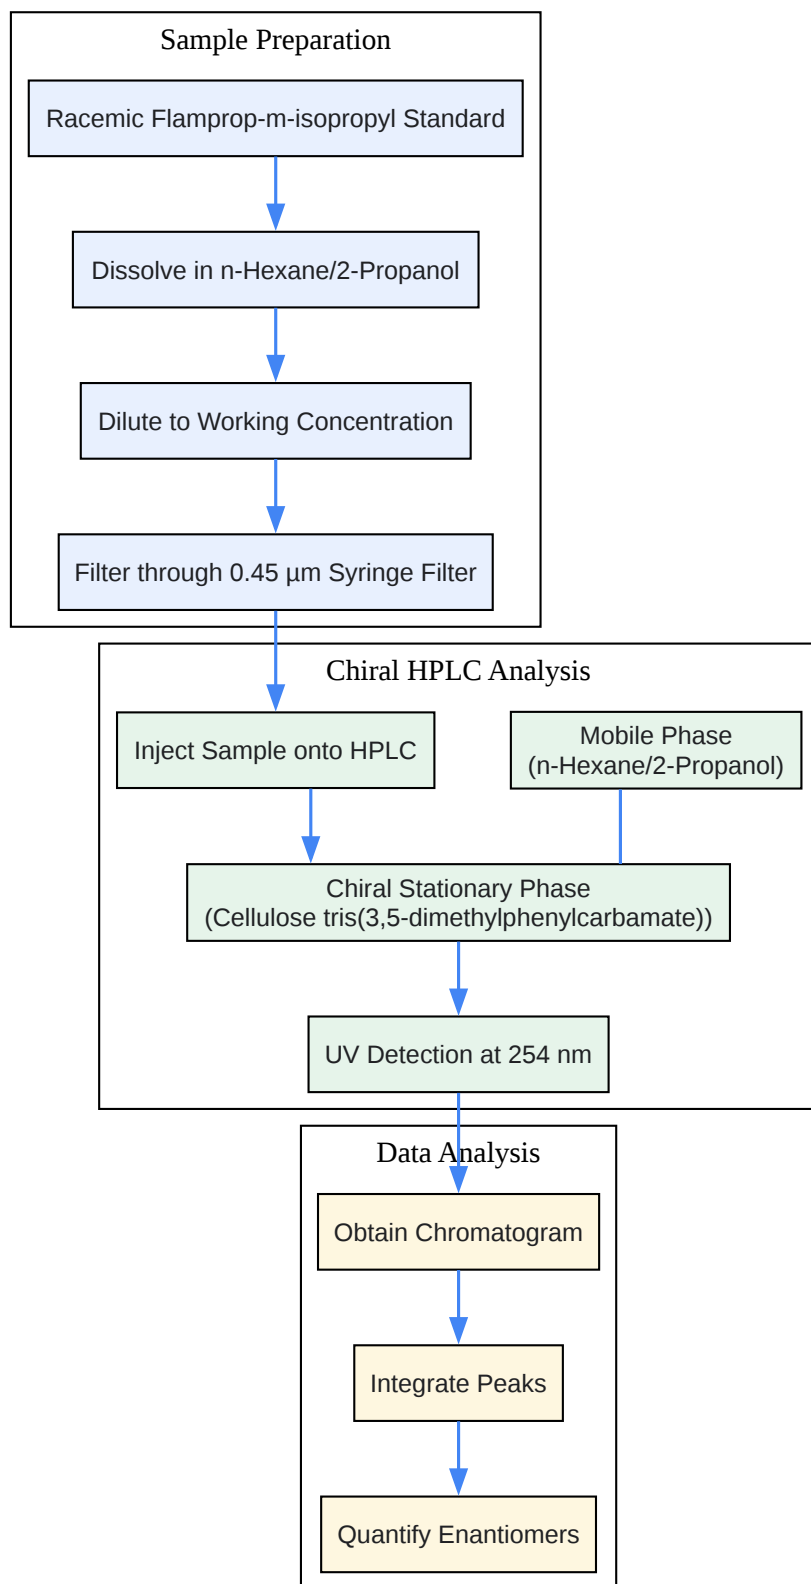 Sample Preparation
Racemic Flamprop-m-isopropyl Standard
Dissolve in n-Hexane/2-Propanol
Dilute to Working Concentration
Filter through 0.45 µm Syringe Filter
Chiral HPLC Analysis
Inject Sample onto HPLC
Mobile Phase
(n-Hexane/2-Propanol)
Chiral Stationary Phase
(Cellulose tris(3,5-dimethylphenylcarbamate))
UV Detection at 254 nm
Data Analysis
Obtain Chromatogram
Integrate Peaks
Quantify Enantiomers